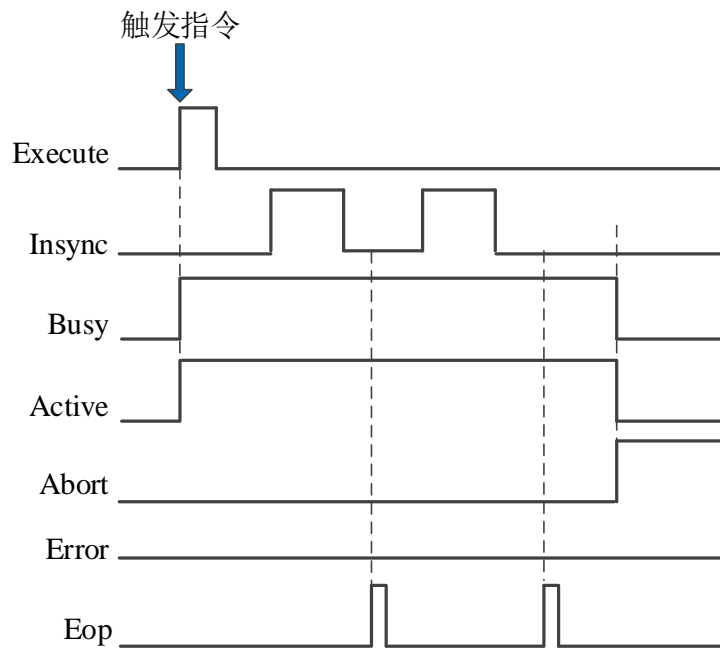 触发指令
Execute
Insync
Busy
Active
Abort
Error
Eop